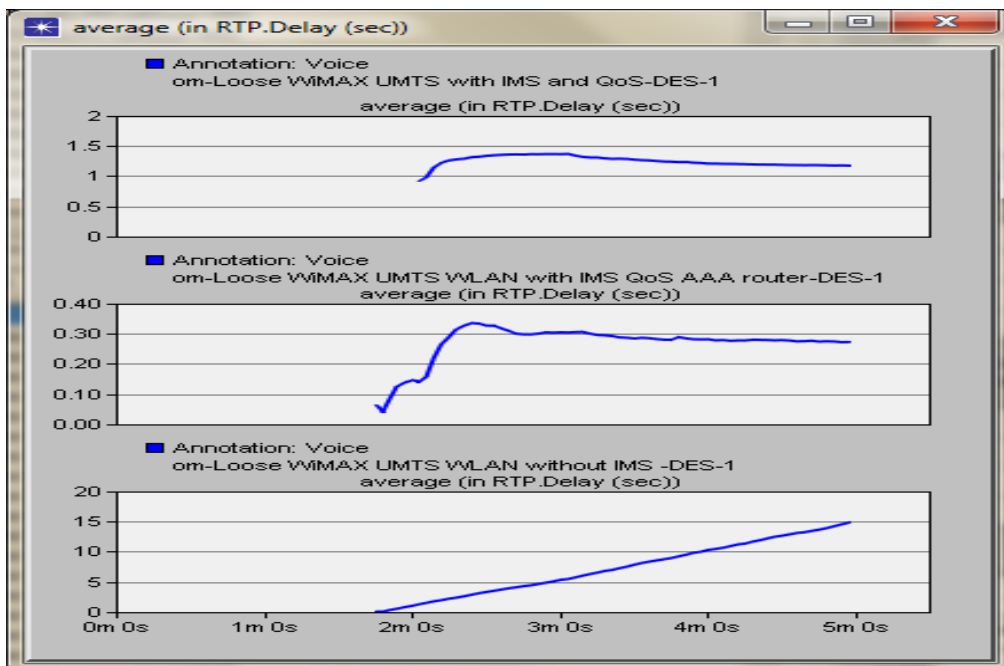 average (in RTP.Delay (sec))
Annotation: Voice
om-Loose WiMAX UMTS with IMS and QoS-DES-1
average (in RTP.Delay (sec))
2
1.5
1
0.5
0
Annotation: Voice
om-Loose WiMAX UMTS WLAN with IMS QoS AAA router-DES-1
average (in RTP.Delay (sec))
0.40
0.30
0.20
0.10
0.00
Annotation: Voice
om-Loose WiMAX UMTS WLAN without IMS -DES-1
average (in RTP.Delay (sec))
20
15
10
5
0
0m 0s 1m 0s 2m 0s 3m 0s 4m 0s 5m 0s